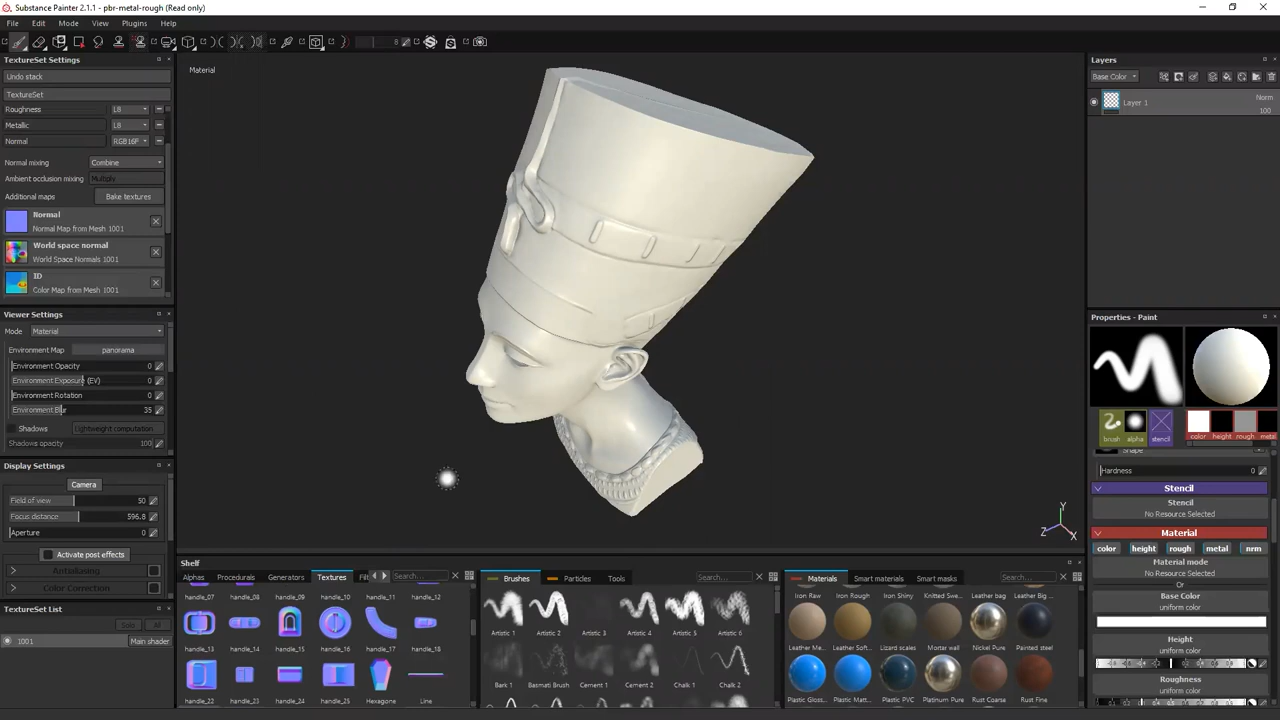 Substance Painter 2.1.1 - pbr-metal-rough (Read only)
File Edit Mode View Plugins Help
8
TextureSet Settings
Undo stack
TextureSet
Roughness L8
Metallic L8
Normal RGB16F
Normal mixing Combine
Ambient occlusion mixing Multiply
Additional maps Bake textures
Normal
Normal Map from Mesh 1001
World space normal
World Space Normals 1001
ID
Color Map from Mesh 1001
Viewer Settings
Mode Material
Environment Map panorama
Environment Opacity 0
Environment Exposure (EV) 0
Environment Rotation 0
Environment Blur 35
Shadows Lightweight computation
Shadows opacity 100
Display Settings
Camera
Field of view 50
Focus distance 596.8
Aperture 0
Activate post effects
Antialiasing
Color Correction
TextureSet List
Solo All
1001 Main shader
Material
Y
Z X
Shelf
Alphas Procedurals Generators Textures Search...
handle_07 handle_08 handle_09 handle_10 handle_11 handle_12
handle_13 handle_14 handle_15 handle_16 handle_17 handle_18
handle_22 handle_23 handle_24 handle_25 Hexagone Line
Brushes Particles Tools Search...
Artistic 1 Artistic 2 Artistic 3 Artistic 4 Artistic 5 Artistic 6
Bark 1 Basmati Brush Cement 1 Cement 2 Chalk 1 Chalk 2
Materials Smart materials Smart masks Search...
Iron Raw Iron Rough Iron Shiny Knitted Swe... Leather bag Leather Big ...
Leather Me... Leather Soft... Lizard scales Mortar wall Nickel Pure Painted steel
Plastic Gloss... Plastic Matt... Plastic PVC Platinum Pure Rust Coarse Rust Fine
Layers
Base Color
Layer 1 Norm
100
Properties - Paint
brush alpha stencil color height rough metal
Hardness 0
Stencil
Stencil
No Resource Selected
Material
color height rough metal nrm
Material mode
No Resource Selected
Or
Base Color
uniform color
Height
uniform color
Roughness
uniform color